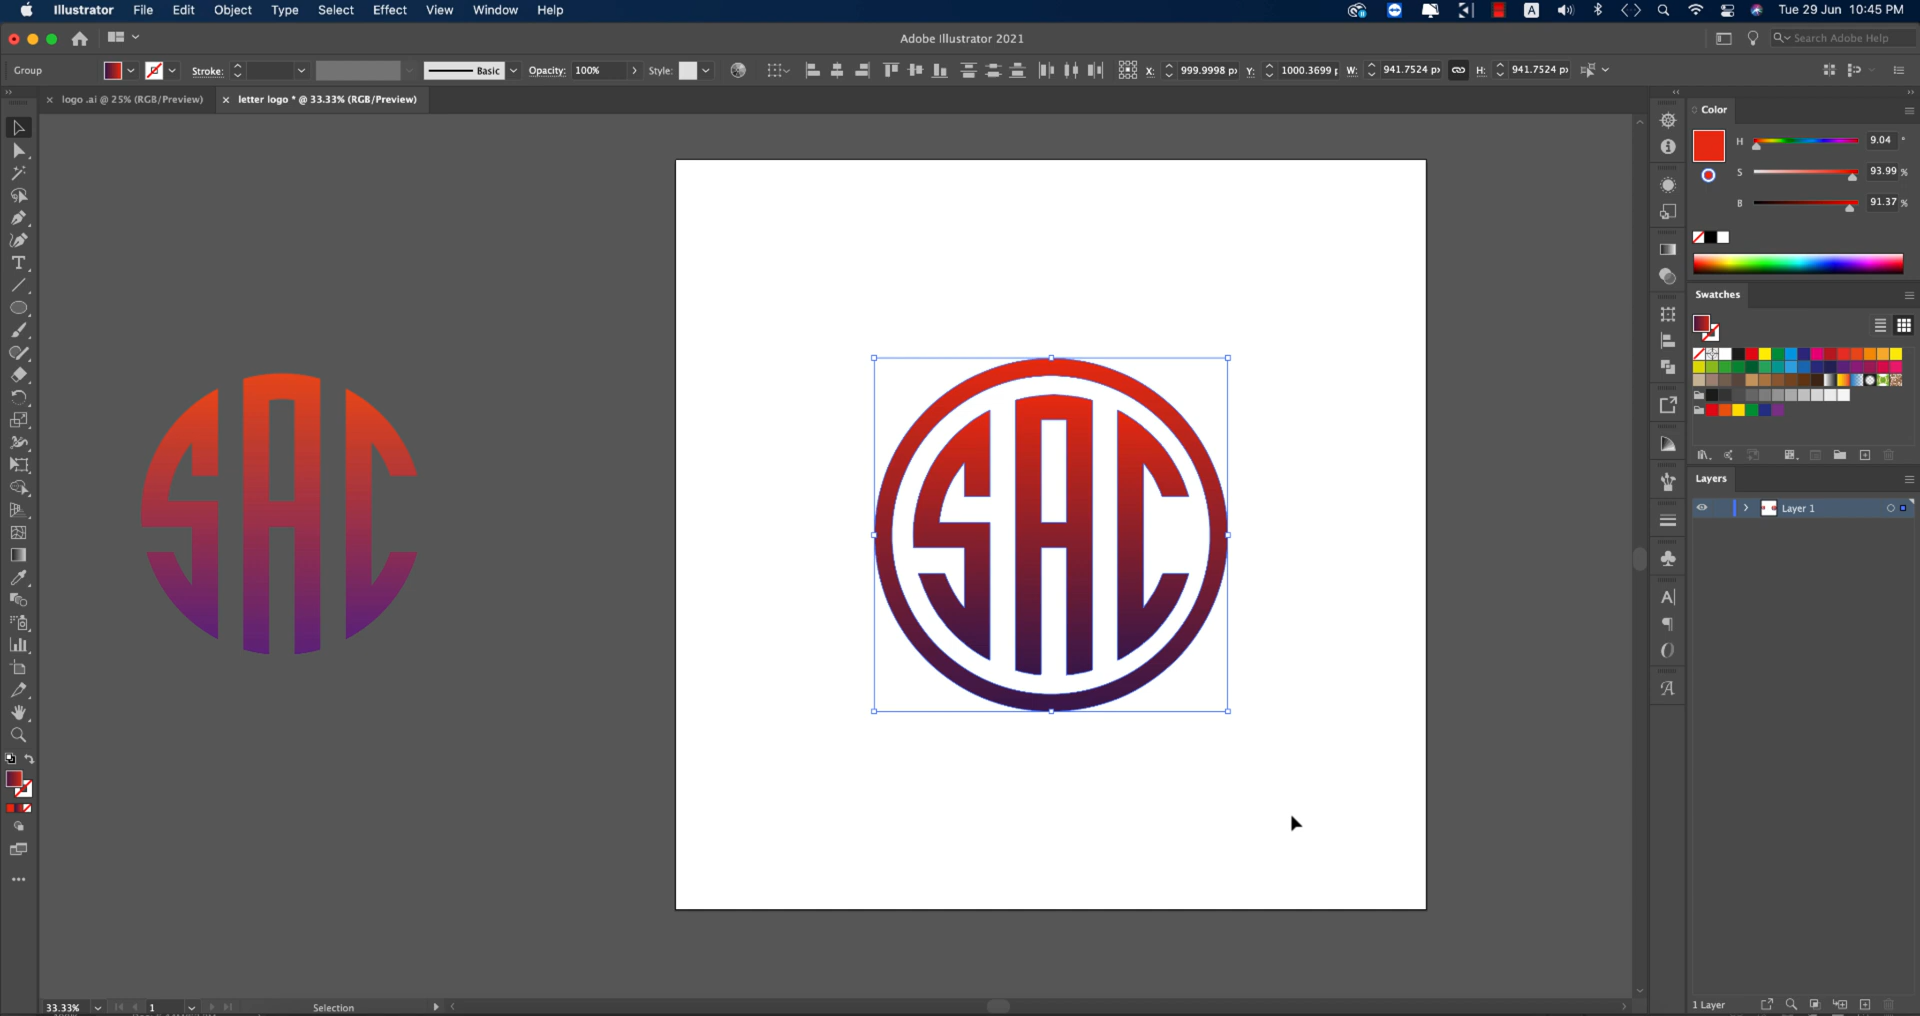 Illustrator File Edit Object Type Select Effect View Window Help
A
Tue 29 Jun 10:45 PM
Adobe Illustrator 2021
Search Adobe Help
Group
Stroke:
Basic
Opacity: 100%
Style:
X: 999.9998 px
Y: 1000.3699 p
W: 941.7524 px
H: 941.7524 px
logo .ai @ 25% (RGB/Preview)
letter logo * @ 33.33% (RGB/Preview)
Color
H 9.04 °
S 93.99 %
B 91.37 %
Swatches
Layers
Layer 1
SAC
SAC
33.33%
1
Selection
1 Layer